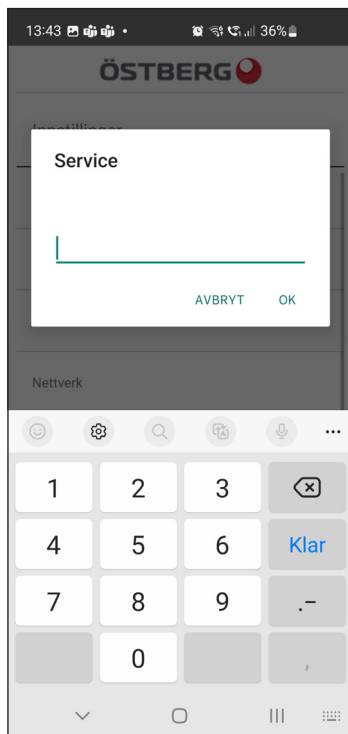 13:43 36%
ÖSTBERG
Innstillinger
Service
AVBRYT OK
Nettverk
1 2 3
4 5 6 Klar
7 8 9 .-
0 ,